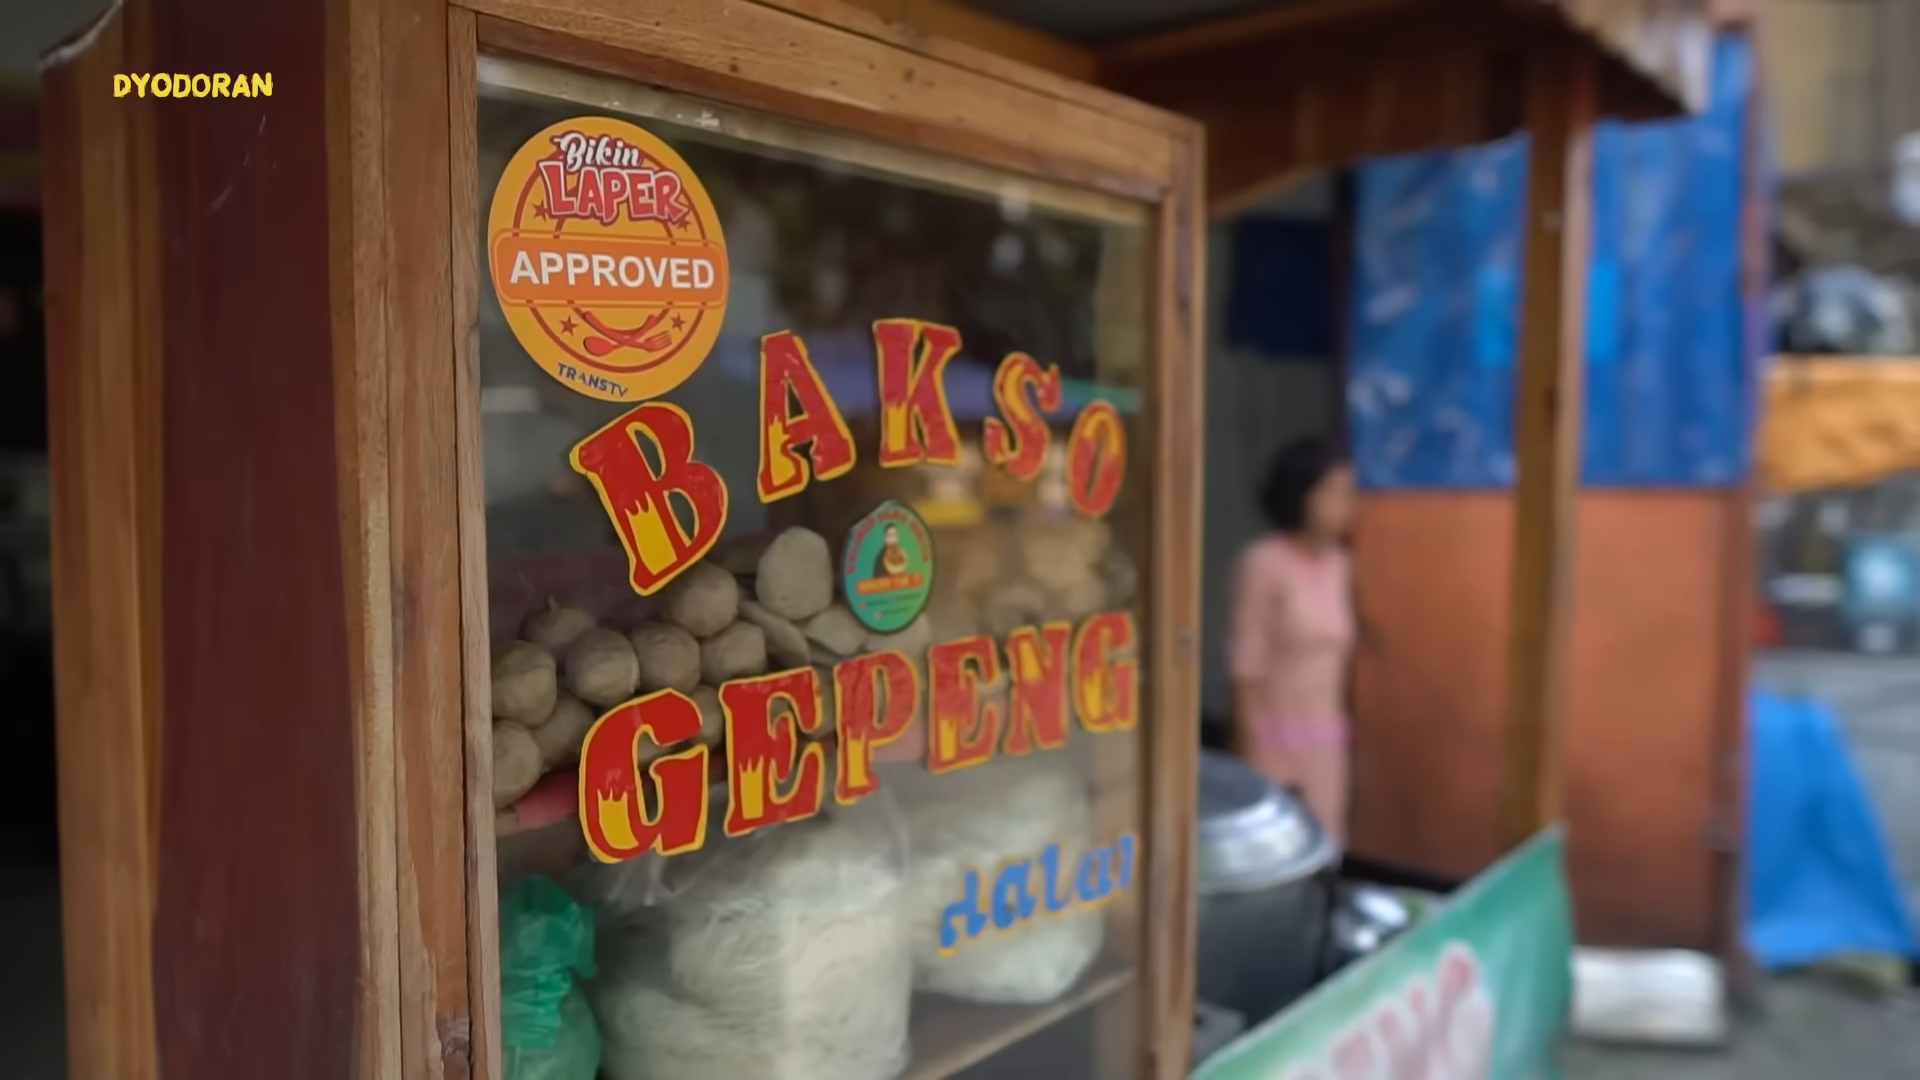 DYODORAN
Bikin
LAPER
APPROVED
TRANSTV
BAKSO
GEPENG
Halal